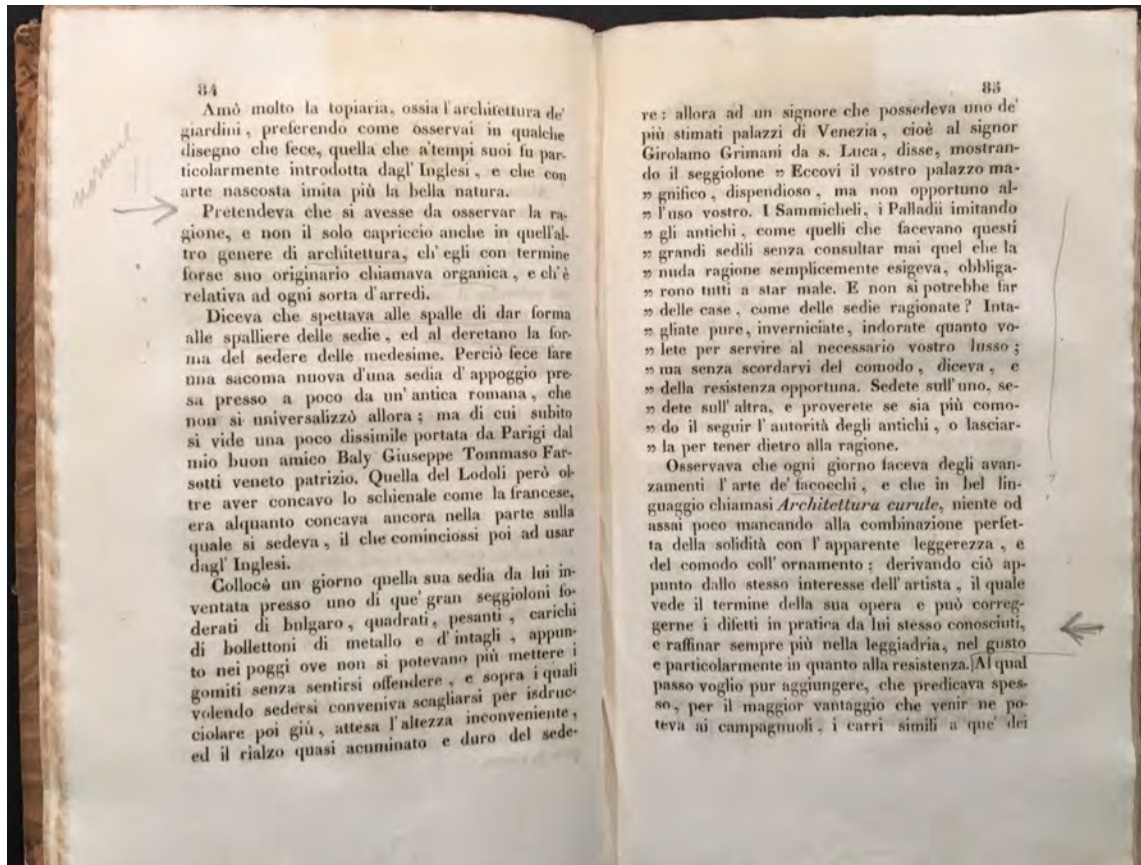 84
Amò molto la topiaria, ossia l'architettura de'
giardini, preferendo come osservai in qualche
disegno che fece, quella che a'tempi suoi fu par-
ticolarmente introdotta dagl'Inglesi, e che con
arte nascosta imita più la bella natura.
Pretendeva che si avesse da osservar la ra-
gione, e non il solo capriccio anche in quell'al-
tro genere di architettura, ch'egli con termine
forse suo originario chiamava organica, e ch'è
relativa ad ogni sorta d'arredi.
Diceva che spettava alle spalle di dar forma
alle spalliere delle sedie, ed al deretano la for-
ma del sedere delle medesime. Perciò fece fare
una sacoma nuova d'una sedia d'appoggio pre-
sa presso a poco da un'antica romana, che
non si universalizzò allora; ma di cui subito
si vide una poco dissimile portata da Parigi dal
mio buon amico Baly Giuseppe Tommaso Far-
setti veneto patrizio. Quella del Lodoli però ol-
tre aver concavo lo schienale come la francese,
era alquanto concava ancora nella parte sulla
quale si sedeva, il che cominciossi poi ad usar
dagl'Inglesi.
Collocò un giorno quella sua sedia da lui in-
ventata presso uno di que' gran seggioloni fo-
derati di bulgaro, quadrati, pesanti, carichi
di bollettoni di metallo e d'intagli, appun-
to nei poggi ove non si potevano più mettere i
gomiti senza sentirsi offendere, e sopra i quali
volendo sedersi conveniva scagliarsi per isdruc-
ciolare poi giù, attesa l'altezza inconveniente,
ed il rialzo quasi acuminato e duro del sede-
85
re: allora ad un signore che possedeva uno de'
più stimati palazzi di Venezia, cioè al signor
Girolamo Grimani da s. Luca, disse, mostran-
do il seggiolone » Eccovi il vostro palazzo ma-
» gnifico, dispendioso, ma non opportuno al-
» l'uso vostro. I Sammicheli, i Palladii imitando
» gli antichi, come quelli che facevano questi
» grandi sedili senza consultar mai quel che la
» nuda ragione semplicemente esigeva, obbliga-
» rono tutti a star male. E non si potrebbe far
» delle case, come delle sedie ragionate? Inta-
» gliate pure, inverniciate, indorate quanto vo-
» lete per servire al necessario vostro lusso;
» ma senza scordarvi del comodo, diceva, e
» della resistenza opportuna. Sedete sull'uno, se-
» dete sull'altra, e proverete se sia più como-
» do il seguir l'autorità degli antichi, o lasciar-
» la per tener dietro alla ragione.
Osservava che ogni giorno faceva degli avan-
zamenti l'arte de' facocchi, e che in bel lin-
guaggio chiamasi Architettura curule, niente od
assai poco mancando alla combinazione perfet-
ta della solidità con l'apparente leggerezza, e
del comodo coll'ornamento; derivando ciò ap-
punto dallo stesso interesse dell'artista, il quale
vede il termine della sua opera e può correg-
gerne i difetti in pratica da lui stesso conosciuti,
e raffinar sempre più nella leggiadria, nel gusto
e particolarmente in quanto alla resistenza. Al qual
passo voglio pur aggiungere, che predicava spes-
so, per il maggior vantaggio che venir ne po-
teva ai campagnuoli, i carri simili a que' dei